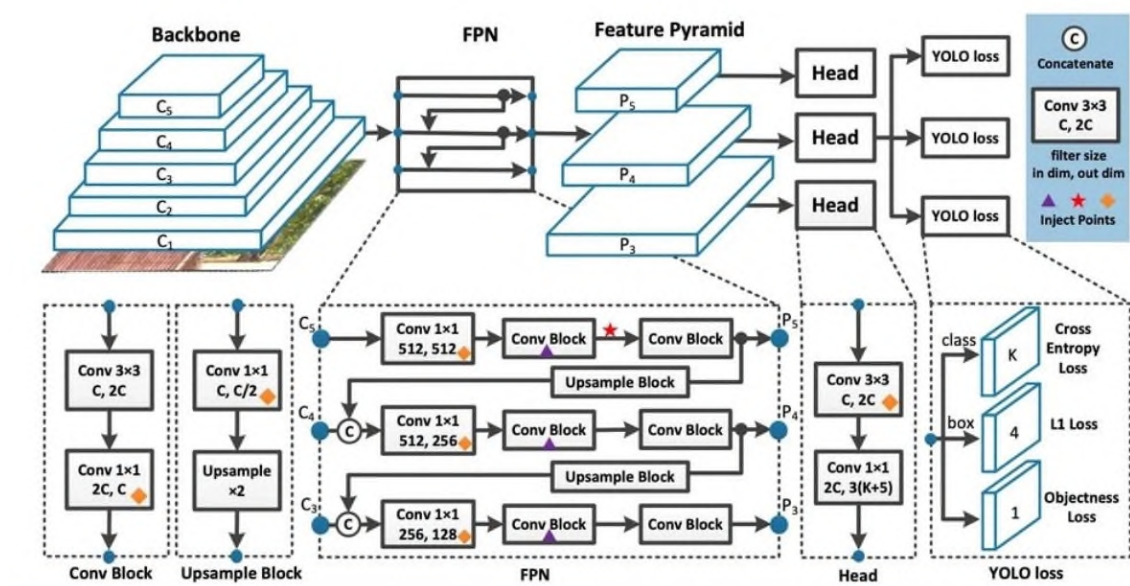 Backbone
FPN
Feature Pyramid
C5
C4
C3
C2
C1
P5
P4
P3
Head
Head
Head
YOLO loss
YOLO loss
YOLO loss
C
Concatenate
Conv 3×3
C, 2C
filter size
in dim, out dim
Inject Points
Conv 3×3
C, 2C
Conv 1×1
2C, C
Conv Block
Conv 1×1
C, C/2
Upsample
×2
Upsample Block
C5
Conv 1×1
512, 512
Conv Block
Conv Block
P5
Upsample Block
C4
C
Conv 1×1
512, 256
Conv Block
Conv Block
P4
Upsample Block
C3
C
Conv 1×1
256, 128
Conv Block
Conv Block
P3
FPN
Conv 3×3
C, 2C
Conv 1×1
2C, 3(K+5)
Head
class
K
Cross
Entropy
Loss
box
4
L1 Loss
1
Objectness
Loss
YOLO loss